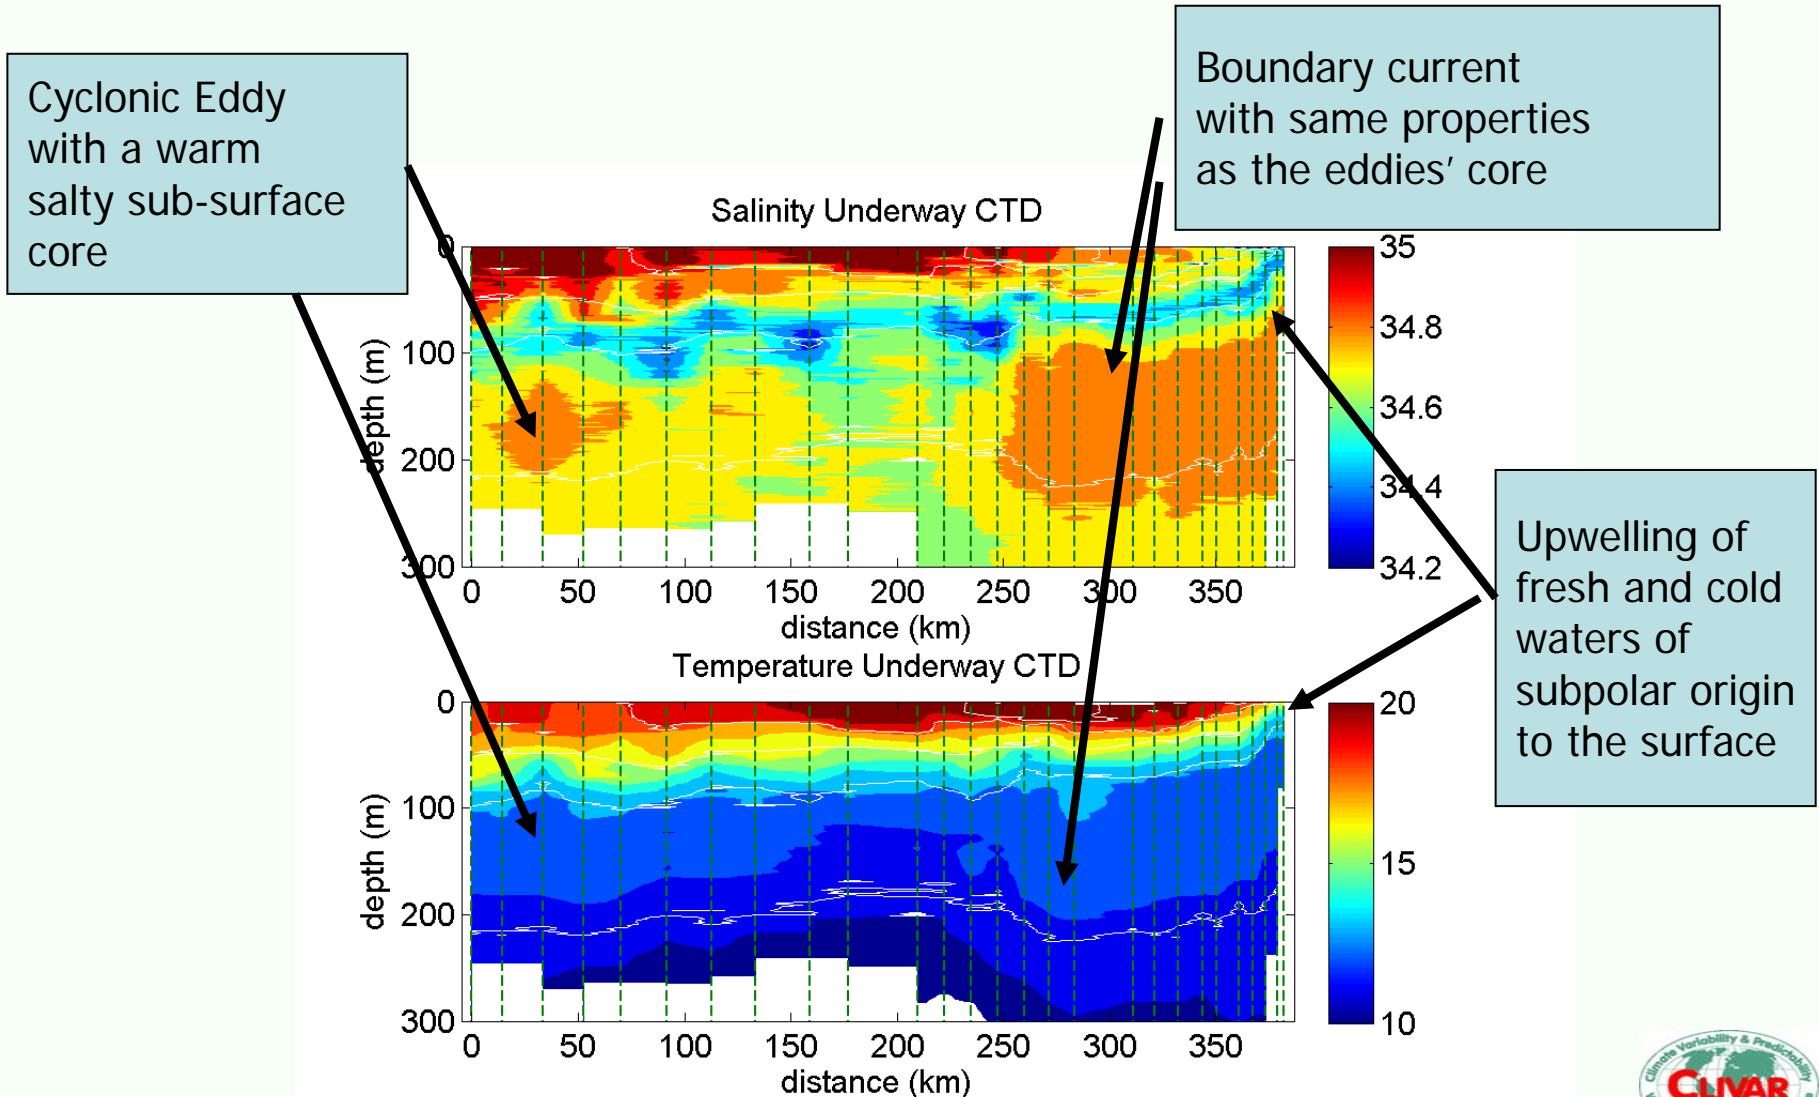 Cyclonic Eddy
with a warm
salty sub-surface
core
Boundary current
with same properties
as the eddies' core
Salinity Underway CTD
0
100
200
300
depth (m)
0 50 100 150 200 250 300 350
distance (km)
35
34.8
34.6
34.4
34.2
Upwelling of
fresh and cold
waters of
subpolar origin
to the surface
Temperature Underway CTD
0
100
200
300
depth (m)
0 50 100 150 200 250 300 350
distance (km)
20
15
10
Climate Variability & Predictability
CLIVAR